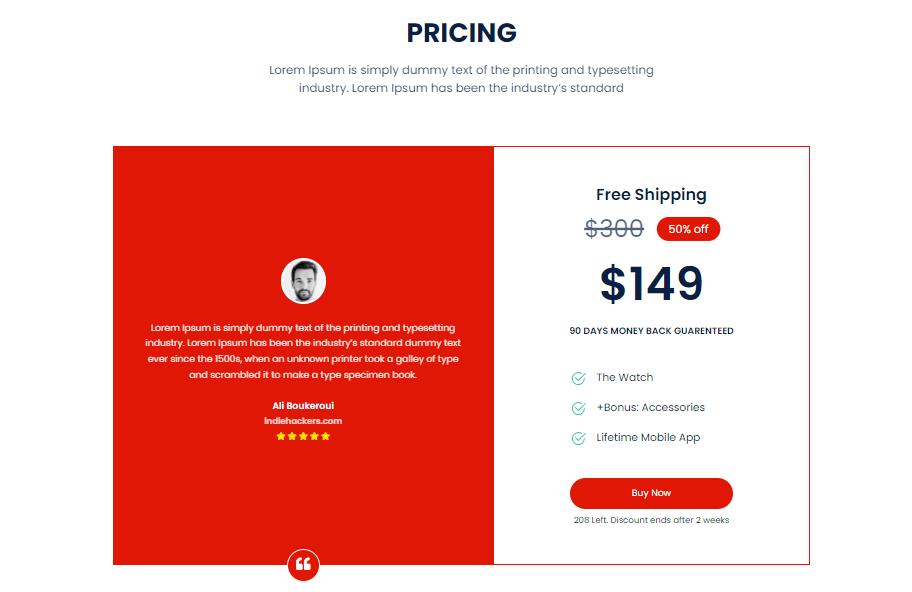 PRICING
Lorem Ipsum is simply dummy text of the printing and typesetting
industry. Lorem Ipsum has been the industry's standard
Lorem Ipsum is simply dummy text of the printing and typesetting
industry. Lorem Ipsum has been the industry's standard dummy text
ever since the 1500s, when an unknown printer took a galley of type
and scrambled it to make a type specimen book.
Ali Boukeroui
indiehackers.com
Free Shipping
$300 50% off
$149
90 DAYS MONEY BACK GUARENTEED
The Watch
+Bonus: Accessories
Lifetime Mobile App
Buy Now
208 Left. Discount ends after 2 weeks